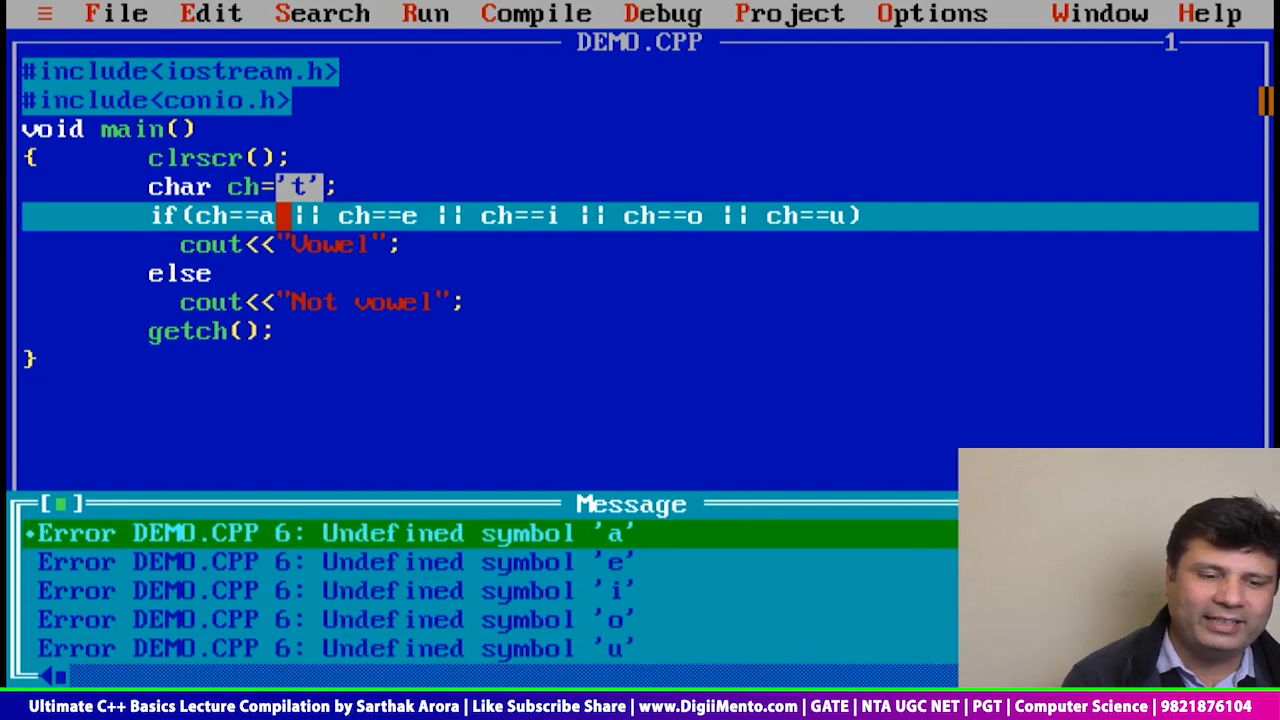 ≡ File Edit Search Run Compile Debug Project Options Window Help
DEMO.CPP 1
#include<iostream.h>
#include<conio.h>
void main()
{ clrscr();
char ch='t';
if(ch==a || ch==e || ch==i || ch==o || ch==u)
cout<<"Vowel";
else
cout<<"Not vowel";
getch();
}
[■] Message
•Error DEMO.CPP 6: Undefined symbol 'a'
Error DEMO.CPP 6: Undefined symbol 'e'
Error DEMO.CPP 6: Undefined symbol 'i'
Error DEMO.CPP 6: Undefined symbol 'o'
Error DEMO.CPP 6: Undefined symbol 'u'
Ultimate C++ Basics Lecture Compilation by Sarthak Arora | Like Subscribe Share | www.DigiiMento.com | GATE | NTA UGC NET | PGT | Computer Science | 9821876104